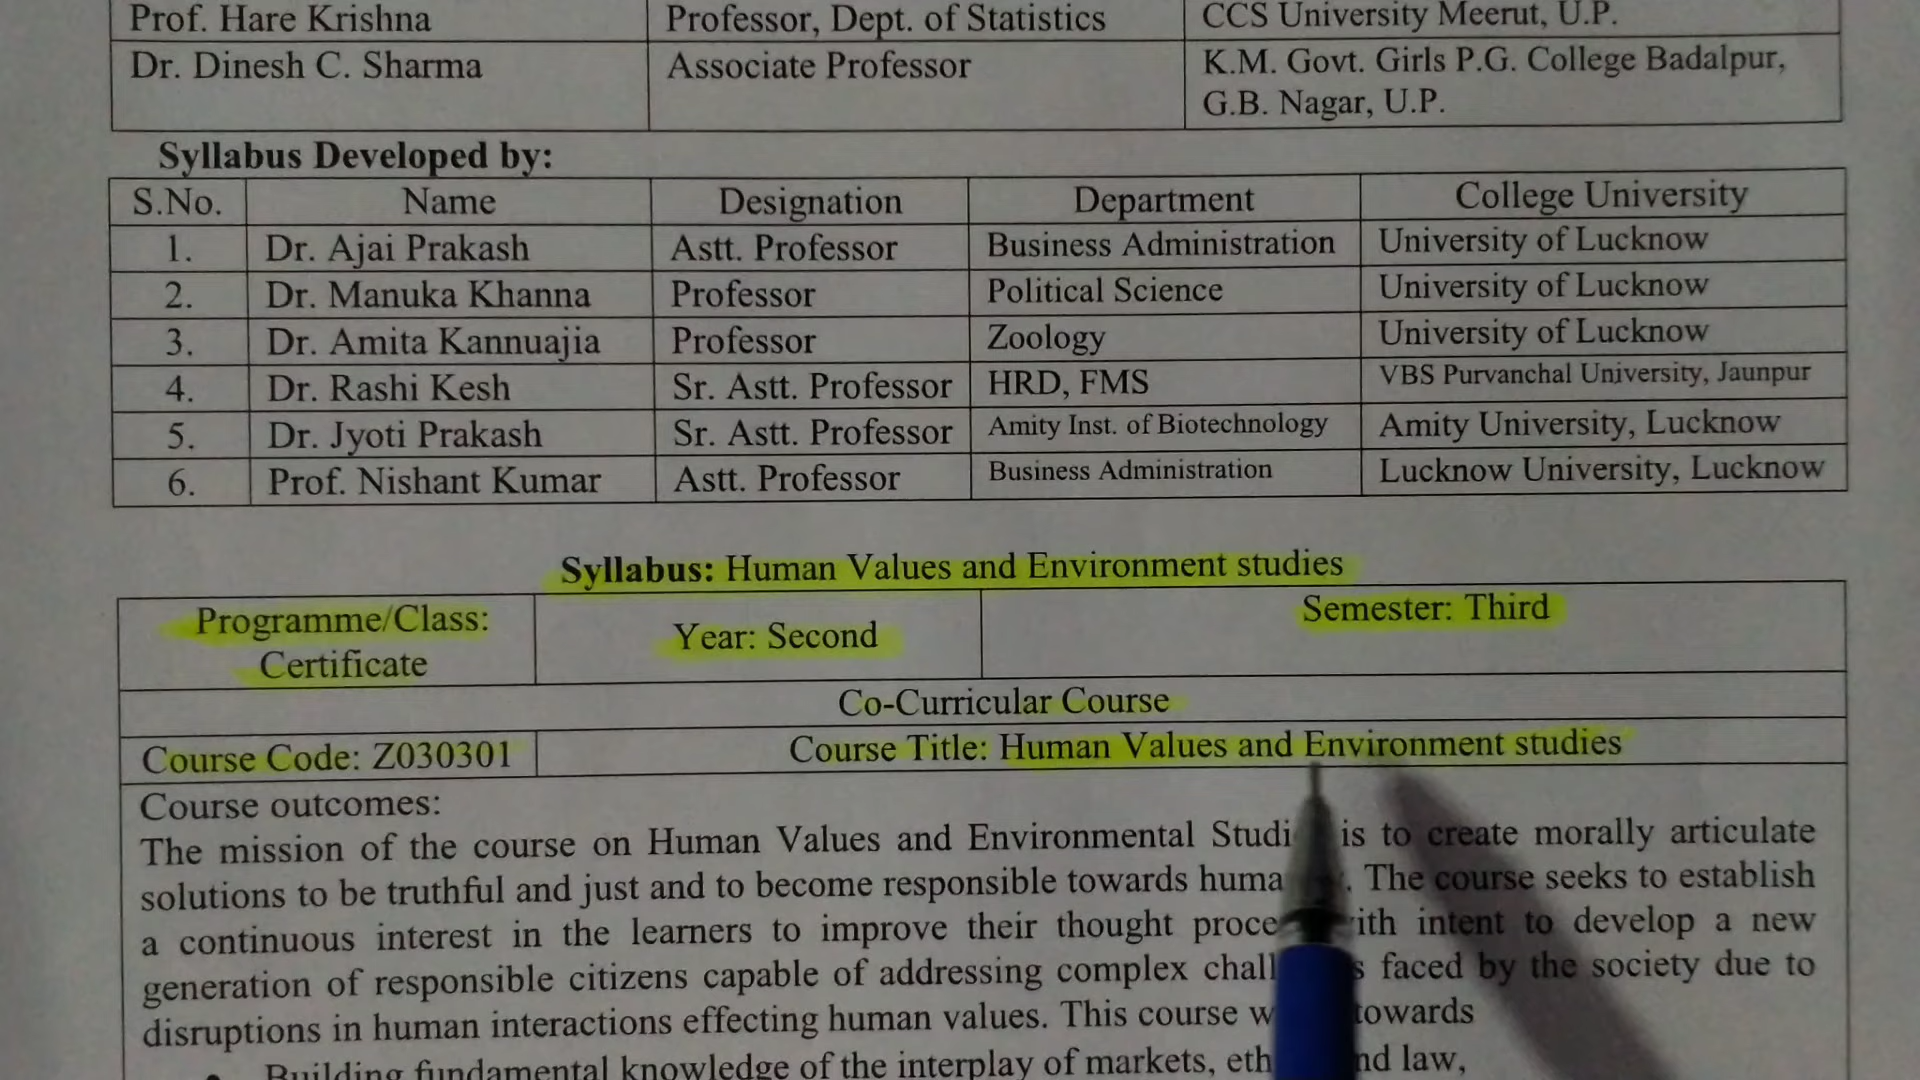 Prof. Hare Krishna Professor, Dept. of Statistics CCS University Meerut, U.P.
Dr. Dinesh C. Sharma Associate Professor K.M. Govt. Girls P.G. College Badalpur,
G.B. Nagar, U.P.
Syllabus Developed by:
S.No. Name Designation Department College University
1. Dr. Ajai Prakash Astt. Professor Business Administration University of Lucknow
2. Dr. Manuka Khanna Professor Political Science University of Lucknow
3. Dr. Amita Kannuajia Professor Zoology University of Lucknow
4. Dr. Rashi Kesh Sr. Astt. Professor HRD, FMS VBS Purvanchal University, Jaunpur
5. Dr. Jyoti Prakash Sr. Astt. Professor Amity Inst. of Biotechnology Amity University, Lucknow
6. Prof. Nishant Kumar Astt. Professor Business Administration Lucknow University, Lucknow
Syllabus: Human Values and Environment studies
Programme/Class: Certificate Year: Second Semester: Third
Co-Curricular Course
Course Code: Z030301 Course Title: Human Values and Environment studies
Course outcomes:
The mission of the course on Human Values and Environmental is to create morally articulate
solutions to be truthful and just and to become responsible towards The course seeks to establish
a continuous interest in the learners to improve their thought intent to develop a new
generation of responsible citizens capable of addressing complex faced by the society due to
disruptions in human interactions effecting human values. This course towards
• Building fundamental knowledge of the interplay of markets, law,